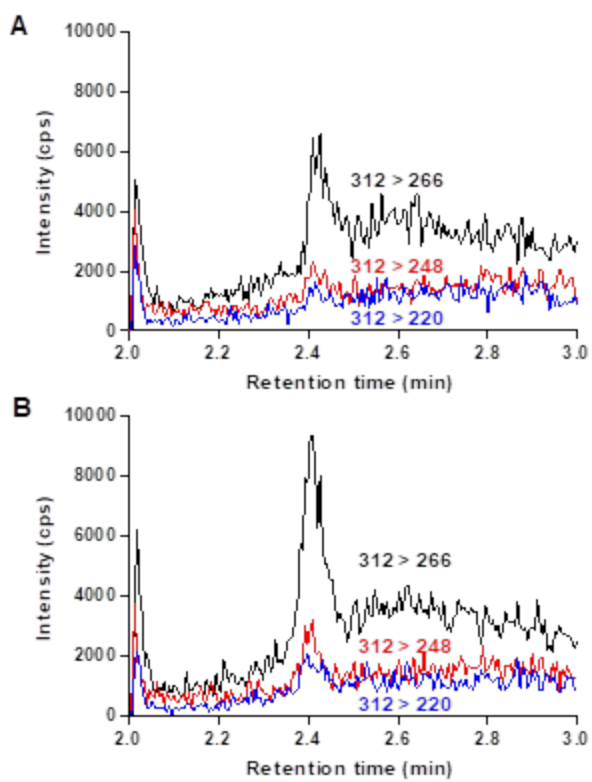 A
10000
8000
6000
4000
2000
0
Intensity (cps)
312 > 266
312 > 248
312 > 220
2.0 2.2 2.4 2.6 2.8 3.0
Retention time (min)
B
10000
8000
6000
4000
2000
0
Intensity (cps)
312 > 266
312 > 248
312 > 220
2.0 2.2 2.4 2.6 2.8 3.0
Retention time (min)